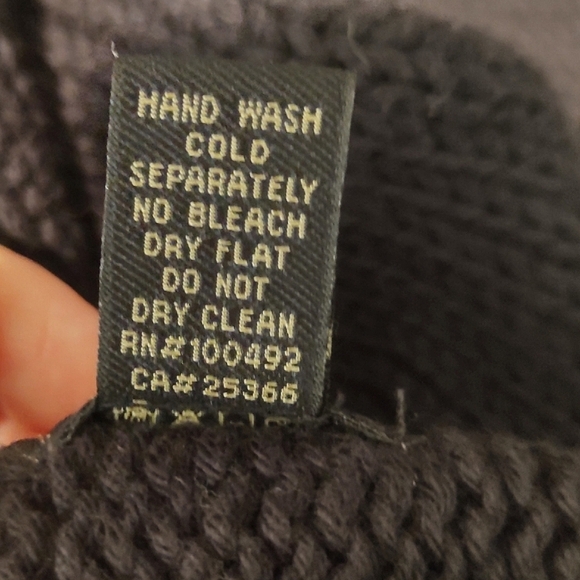 HAND WASH
COLD
SEPARATELY
NO BLEACH
DRY FLAT
DO NOT
DRY CLEAN
RN#100492
CA#25366